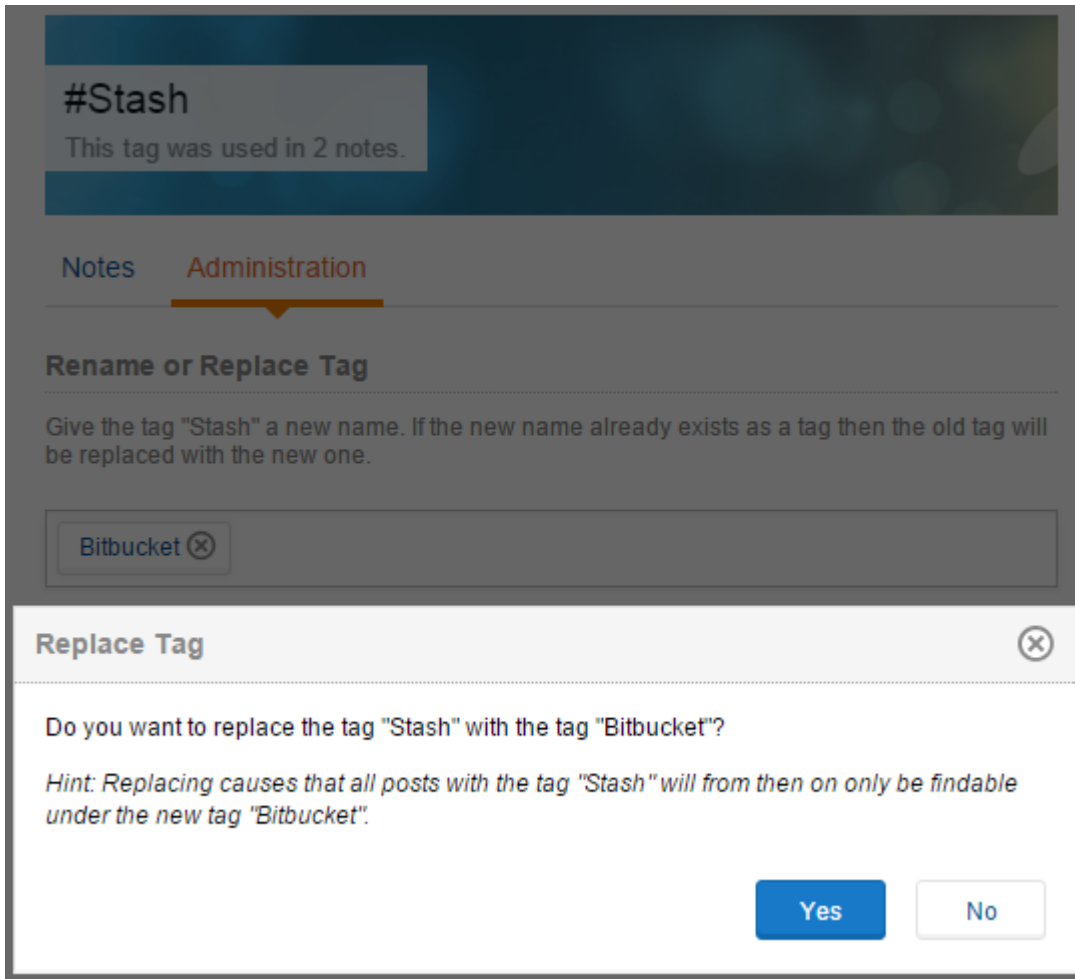 #Stash
This tag was used in 2 notes.
Notes Administration
Rename or Replace Tag
Give the tag "Stash" a new name. If the new name already exists as a tag then the old tag will
be replaced with the new one.
Bitbucket
Replace Tag
Do you want to replace the tag "Stash" with the tag "Bitbucket"?
Hint: Replacing causes that all posts with the tag "Stash" will from then on only be findable
under the new tag "Bitbucket".
Yes No